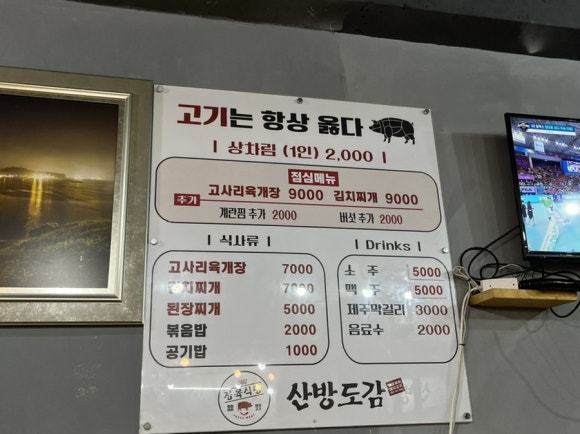 고기는 항상 옳다
| 상차림 (1인) 2,000 |
점심메뉴
고사리육개장 9000 김치찌개 9000
추가 계란찜 추가 2000 버섯 추가 2000
| 식사류 |
고사리육개장 7000
김치찌개 7000
된장찌개 5000
볶음밥 2000
공기밥 1000
| Drinks |
소 주 5000
맥 주 5000
제주막걸리 3000
음료수 2000
산방도감